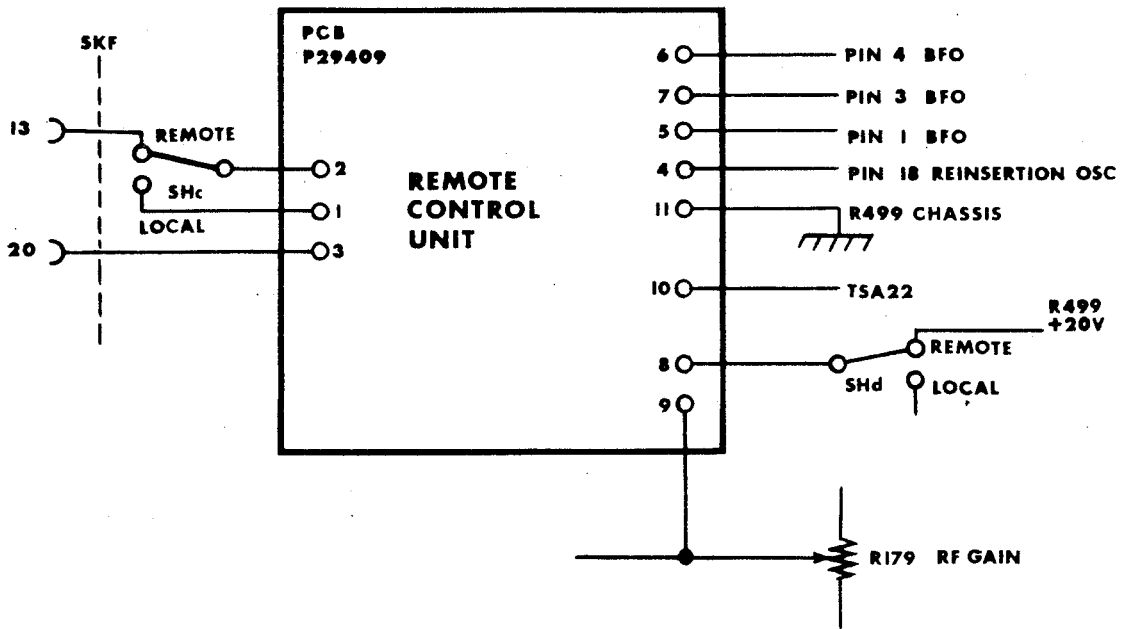 SKF
13
REMOTE
SHc
LOCAL
20
PCB
P29409
2
1
3
REMOTE
CONTROL
UNIT
6 PIN 4 BFO
7 PIN 3 BFO
5 PIN 1 BFO
4 PIN 18 REINSERTION OSC
11 R499 CHASSIS
10 TSA22
R499
+20V
REMOTE
8
SHd
LOCAL
9
R179 RF GAIN